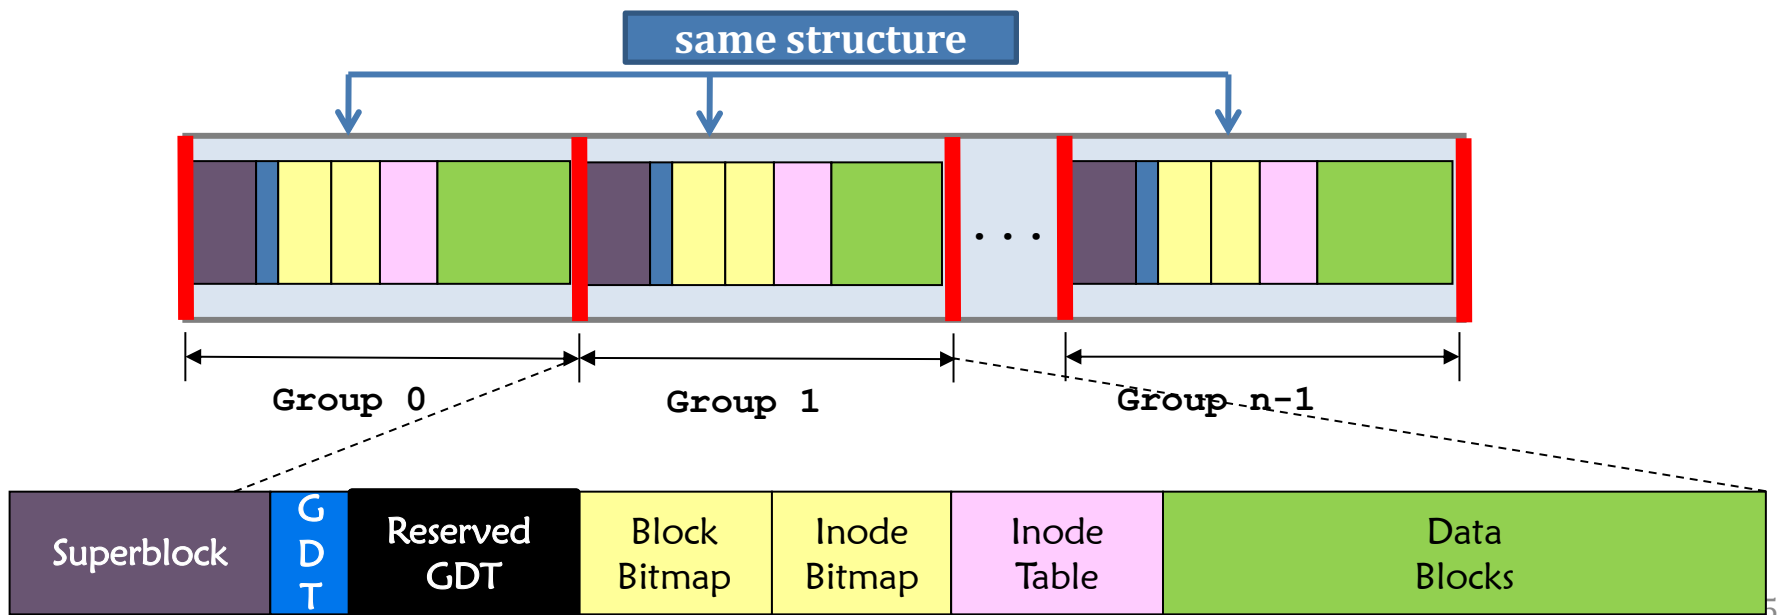 same structure
. . .
Group 0
Group 1
Group n-1
Superblock
G
D
T
Reserved
GDT
Block
Bitmap
Inode
Bitmap
Inode
Table
Data
Blocks